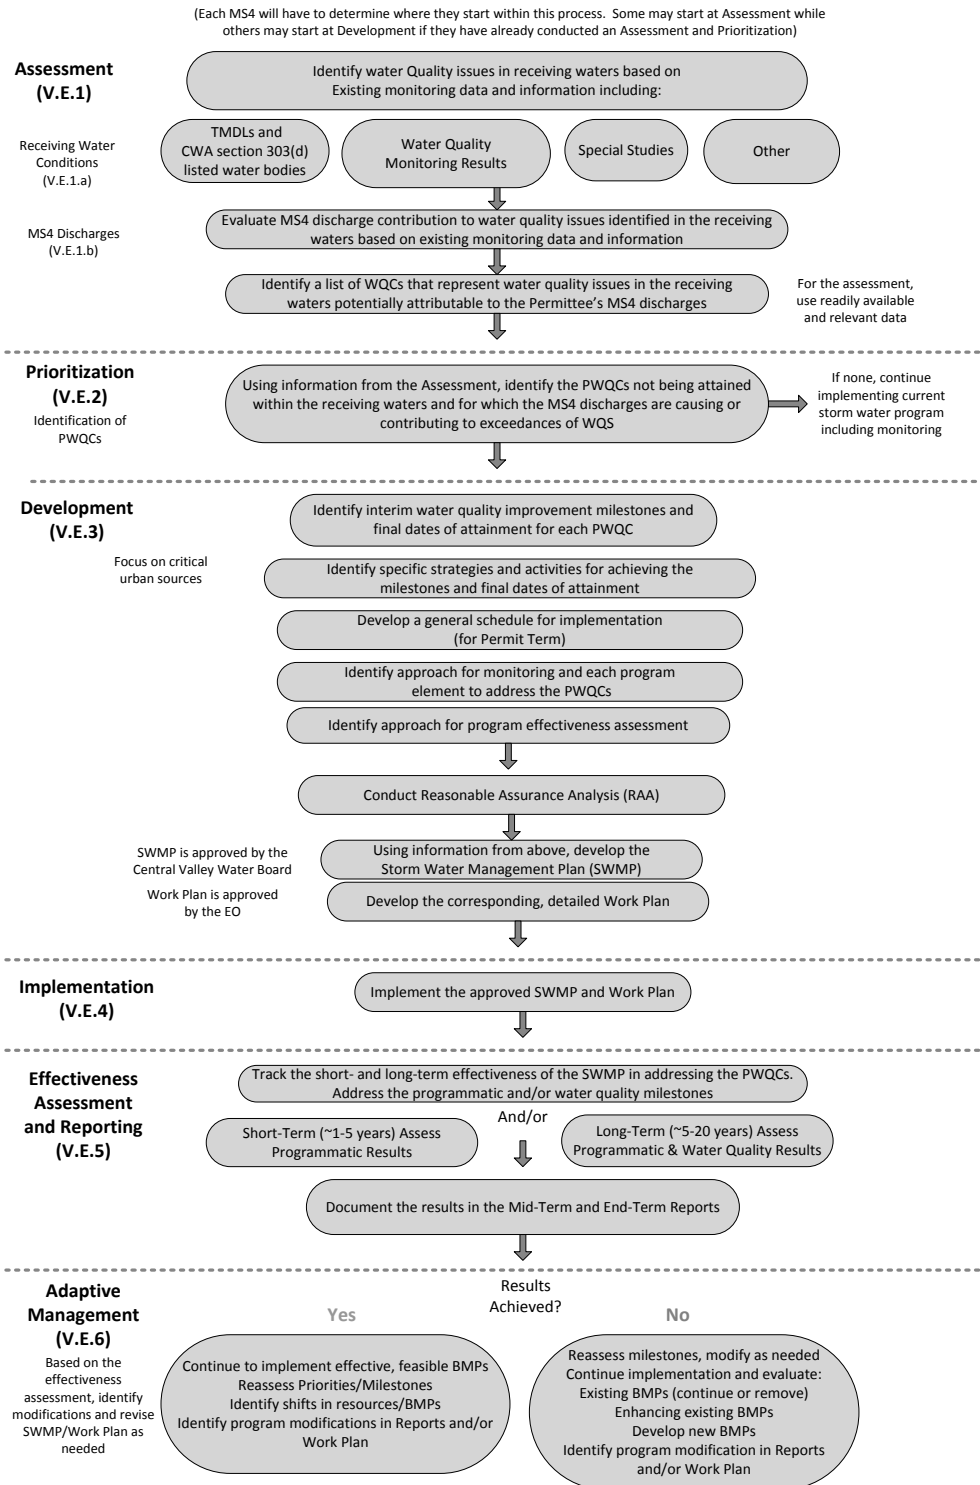 (Each MS4 will have to determine where they start within this process.  Some may start at Assessment while
others may start at Development if they have already conducted an Assessment and Prioritization)
Assessment
(V.E.1)
Identify water Quality issues in receiving waters based on
Existing monitoring data and information including:
Receiving Water
Conditions
(V.E.1.a)
TMDLs and
CWA section 303(d)
listed water bodies
Water Quality
Monitoring Results
Special Studies
Other
MS4 Discharges
(V.E.1.b)
Evaluate MS4 discharge contribution to water quality issues identified in the receiving
waters based on existing monitoring data and information
Identify a list of WQCs that represent water quality issues in the receiving
waters potentially attributable to the Permittee's MS4 discharges
For the assessment,
use readily available
and relevant data
Prioritization
(V.E.2)
Identification of
PWQCs
Using information from the Assessment, identify the PWQCs not being attained
within the receiving waters and for which the MS4 discharges are causing or
contributing to exceedances of WQS
If none, continue
implementing current
storm water program
including monitoring
Development
(V.E.3)
Focus on critical
urban sources
Identify interim water quality improvement milestones and
final dates of attainment for each PWQC
Identify specific strategies and activities for achieving the
milestones and final dates of attainment
Develop a general schedule for implementation
(for Permit Term)
Identify approach for monitoring and each program
element to address the PWQCs
Identify approach for program effectiveness assessment
Conduct Reasonable Assurance Analysis (RAA)
SWMP is approved by the
Central Valley Water Board
Using information from above, develop the
Storm Water Management Plan (SWMP)
Work Plan is approved
by the EO
Develop the corresponding, detailed Work Plan
Implementation
(V.E.4)
Implement the approved SWMP and Work Plan
Effectiveness
Assessment
and Reporting
(V.E.5)
Track the short- and long-term effectiveness of the SWMP in addressing the PWQCs.
Address the programmatic and/or water quality milestones
And/or
Short-Term (~1-5 years) Assess
Programmatic Results
Long-Term (~5-20 years) Assess
Programmatic & Water Quality Results
Document the results in the Mid-Term and End-Term Reports
Adaptive
Management
(V.E.6)
Based on the
effectiveness
assessment, identify
modifications and revise
SWMP/Work Plan as
needed
Results
Achieved?
Yes
No
Continue to implement effective, feasible BMPs
Reassess Priorities/Milestones
Identify shifts in resources/BMPs
Identify program modifications in Reports and/or
Work Plan
Reassess milestones, modify as needed
Continue implementation and evaluate:
Existing BMPs (continue or remove)
Enhancing existing BMPs
Develop new BMPs
Identify program modification in Reports
and/or Work Plan